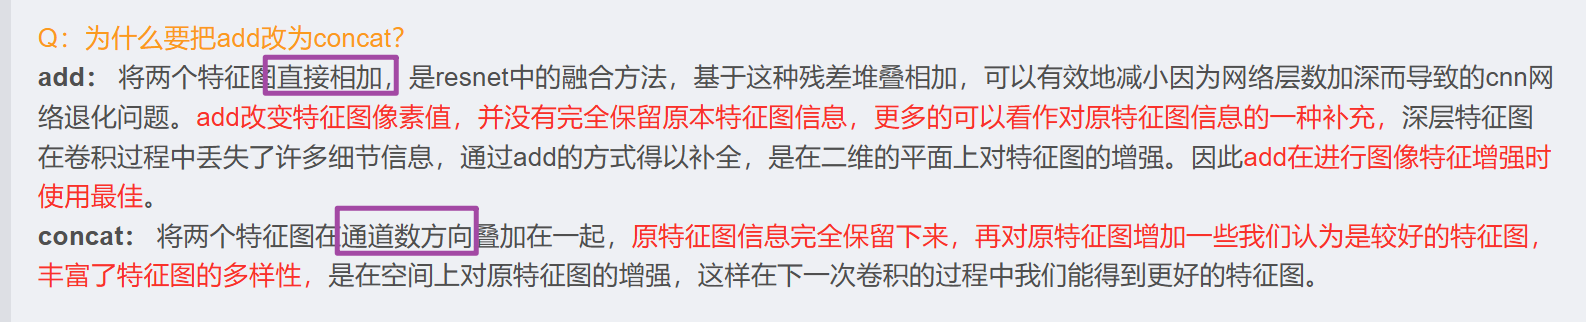 Q：为什么要把add改为concat？
add： 将两个特征图直接相加，是resnet中的融合方法，基于这种残差堆叠相加，可以有效地减小因为网络层数加深而导致的cnn网
络退化问题。add改变特征图像素值，并没有完全保留原本特征图信息，更多的可以看作对原特征图信息的一种补充，深层特征图
在卷积过程中丢失了许多细节信息，通过add的方式得以补全，是在二维的平面上对特征图的增强。因此add在进行图像特征增强时
使用最佳。
concat： 将两个特征图在通道数方向叠加在一起，原特征图信息完全保留下来，再对原特征图增加一些我们认为是较好的特征图，
丰富了特征图的多样性，是在空间上对原特征图的增强，这样在下一次卷积的过程中我们能得到更好的特征图。